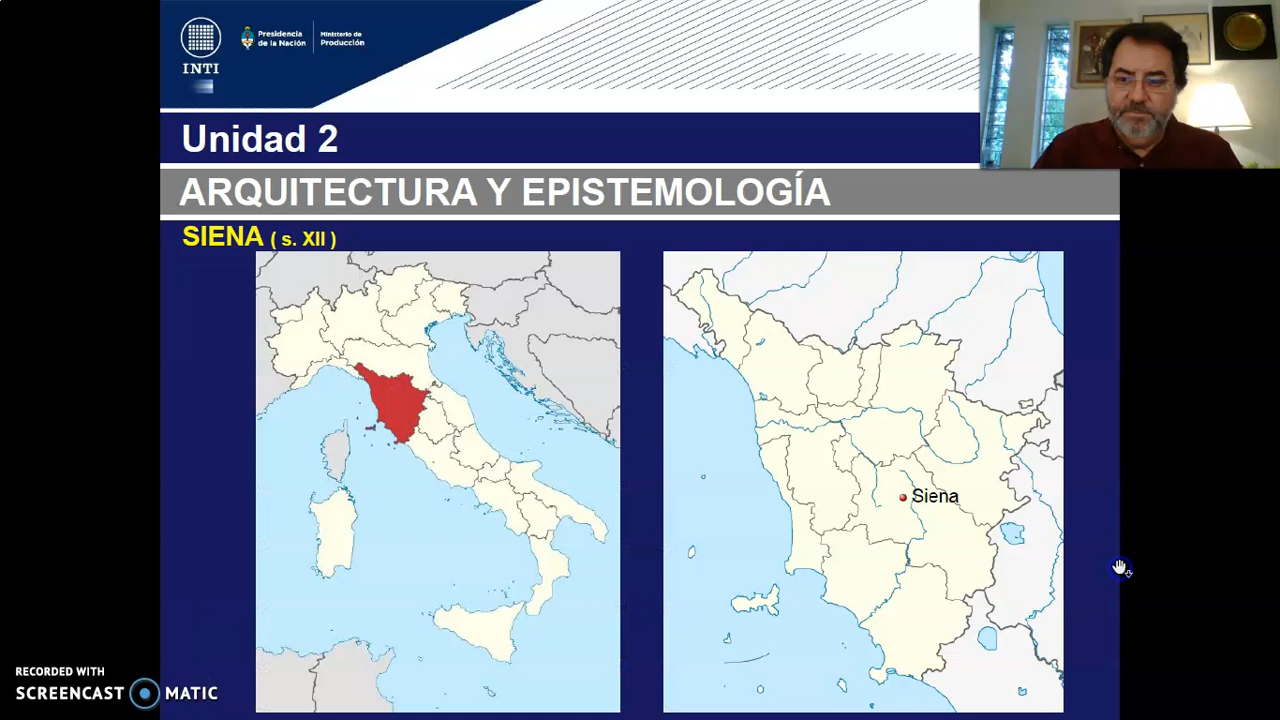 INTI
Presidencia
de la Nación
Ministerio de
Producción
Unidad 2
ARQUITECTURA Y EPISTEMOLOGÍA
SIENA ( s. XII )
Siena
RECORDED WITH
SCREENCAST MATIC